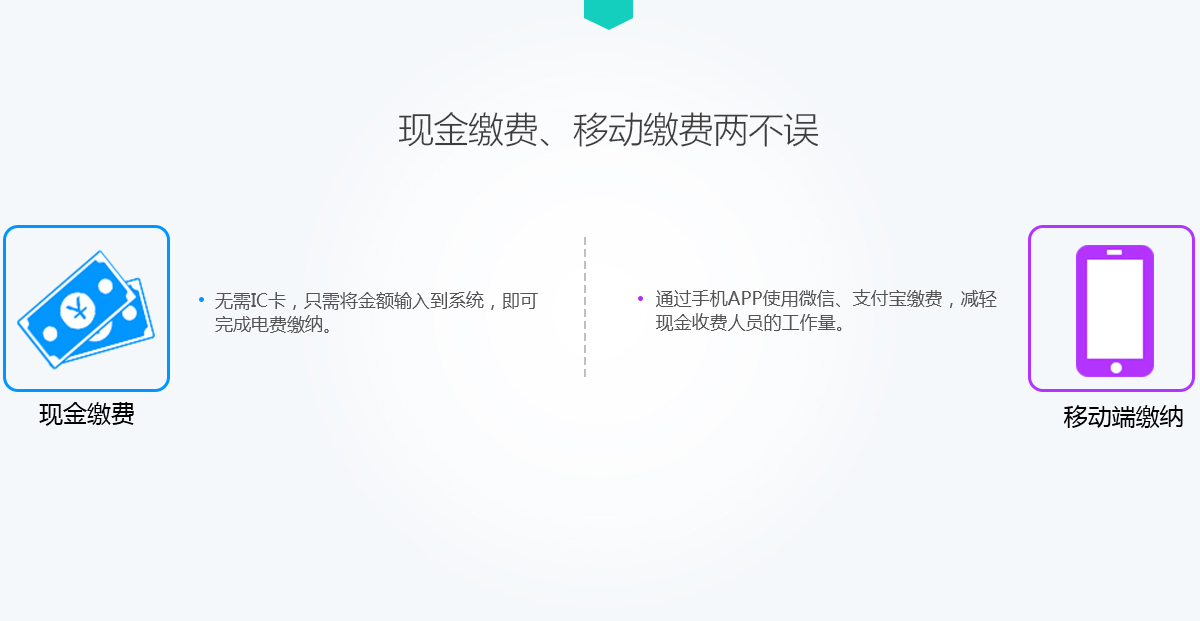 现金缴费、移动缴费两不误
无需IC卡，只需将金额输入到系统，即可
完成电费缴纳。
现金缴费
通过手机APP使用微信、支付宝缴费，减轻
现金收费人员的工作量。
移动端缴纳